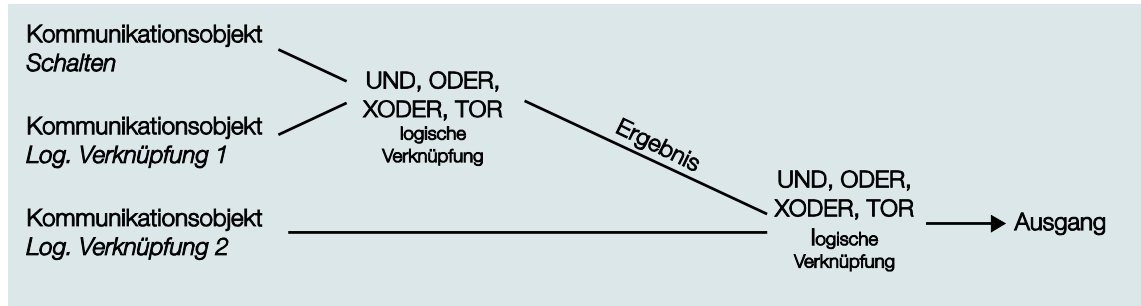 Kommunikationsobjekt
Schalten
Kommunikationsobjekt
Log. Verknüpfung 1
Kommunikationsobjekt
Log. Verknüpfung 2
UND, ODER,
XODER, TOR
logische
Verknüpfung
Ergebnis
UND, ODER,
XODER, TOR
logische
Verknüpfung
Ausgang